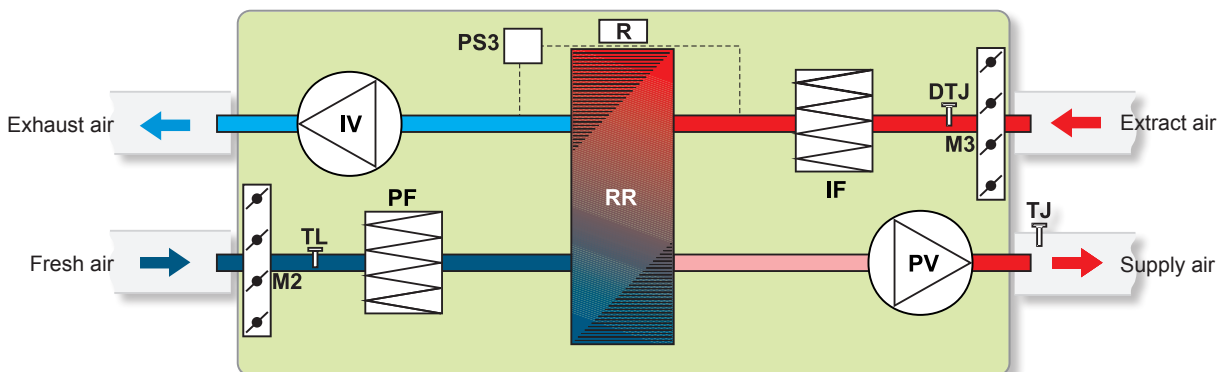 R
PS3
DTJ
Exhaust air
IV
Extract air
M3
IF
PF
RR
TJ
TL
Fresh air
PV
Supply air
M2